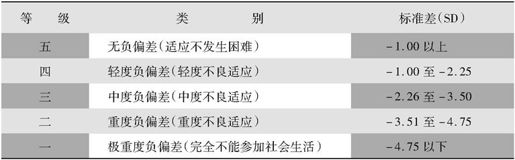 等 级 类 别 标准差(SD)
五 无负偏差(适应不发生困难) -1.00 以上
四 轻度负偏差(轻度不良适应) -1.00 至 -2.25
三 中度负偏差(中度不良适应) -2.26 至 -3.50
二 重度负偏差(重度不良适应) -3.51 至 -4.75
一 极重度负偏差(完全不能参加社会生活) -4.75 以下